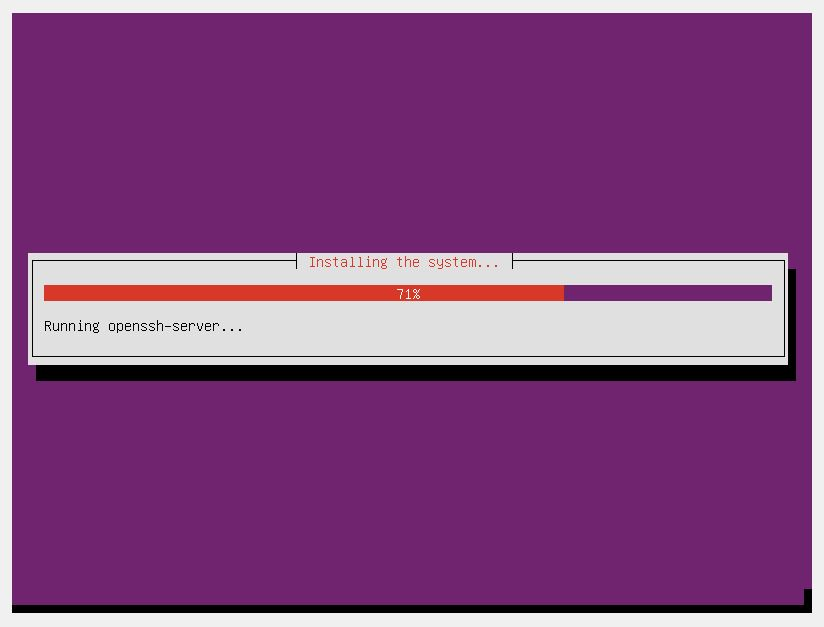 Installing the system...
71%
Running openssh-server...